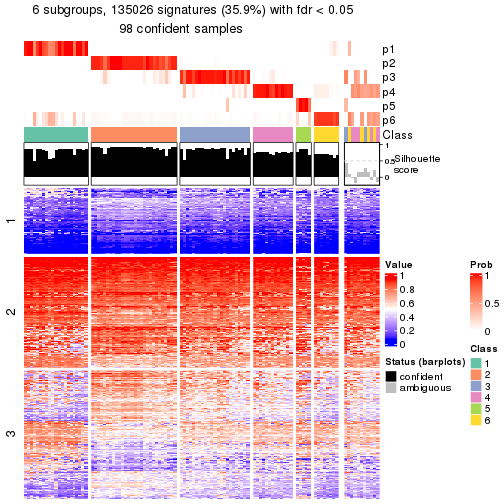 6 subgroups, 135026 signatures (35.9%) with fdr < 0.05
98 confident samples
p1
p2
p3
p4
p5
p6
Class
1
0.5
0
Silhouette
score
1
2
3
Value
1
0.8
0.6
0.4
0.2
0
Prob
1
0.5
0
Status (barplots)
confident
ambiguous
Class
1
2
3
4
5
6